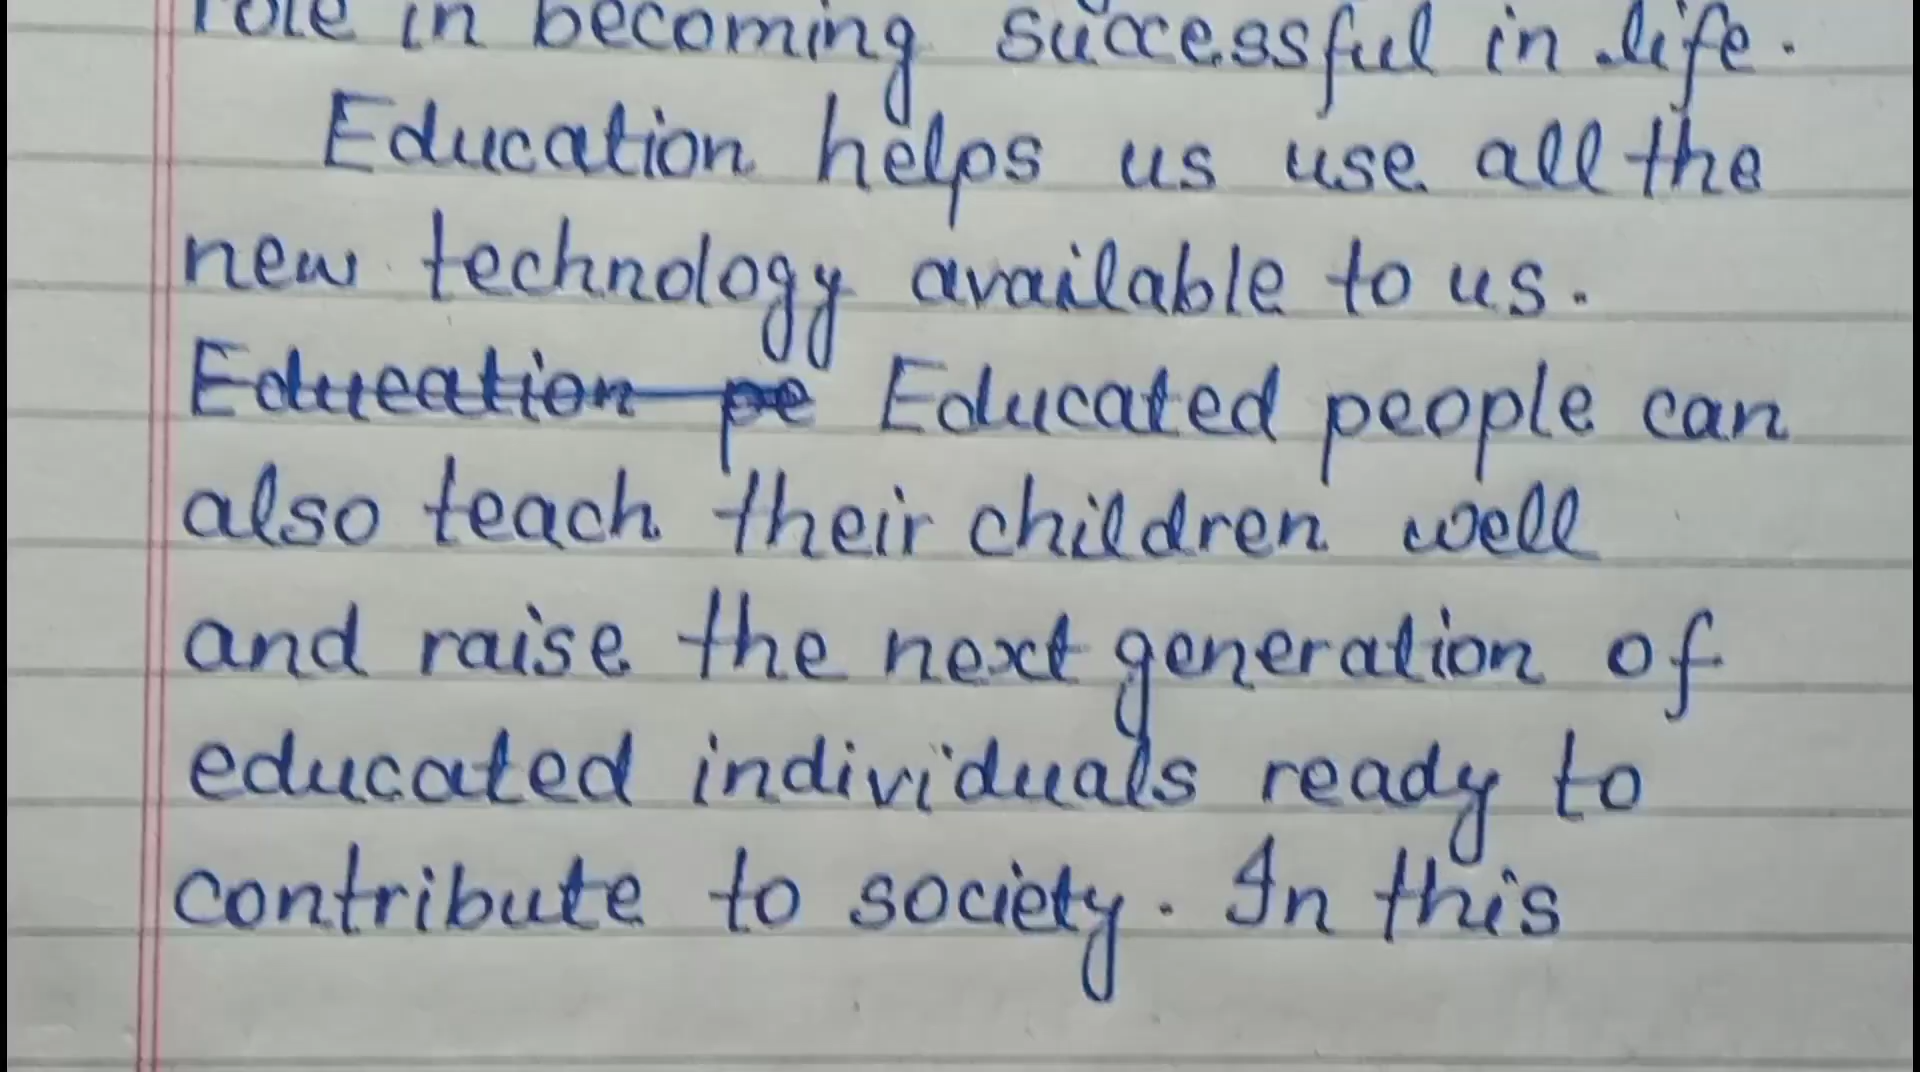 role in becoming successful in life.
Education helps us use all the
new technology available to us.
Education pe Educated people can
also teach their children well
and raise the next generation of
educated individuals ready to
contribute to society. In this